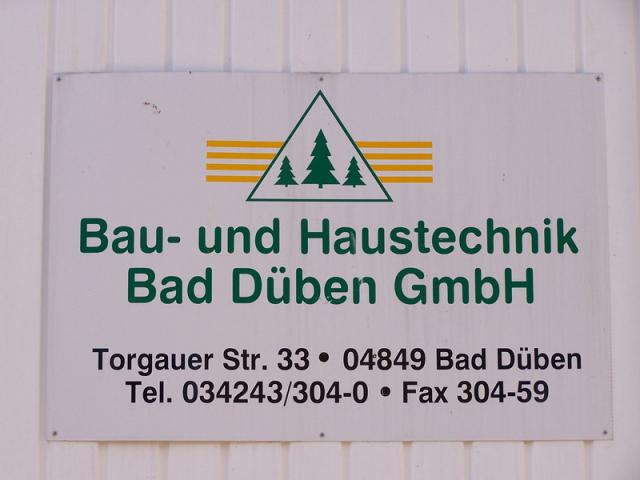 Bau- und Haustechnik
Bad Düben GmbH
Torgauer Str. 33 • 04849 Bad Düben
Tel. 034243/304-0 • Fax 304-59